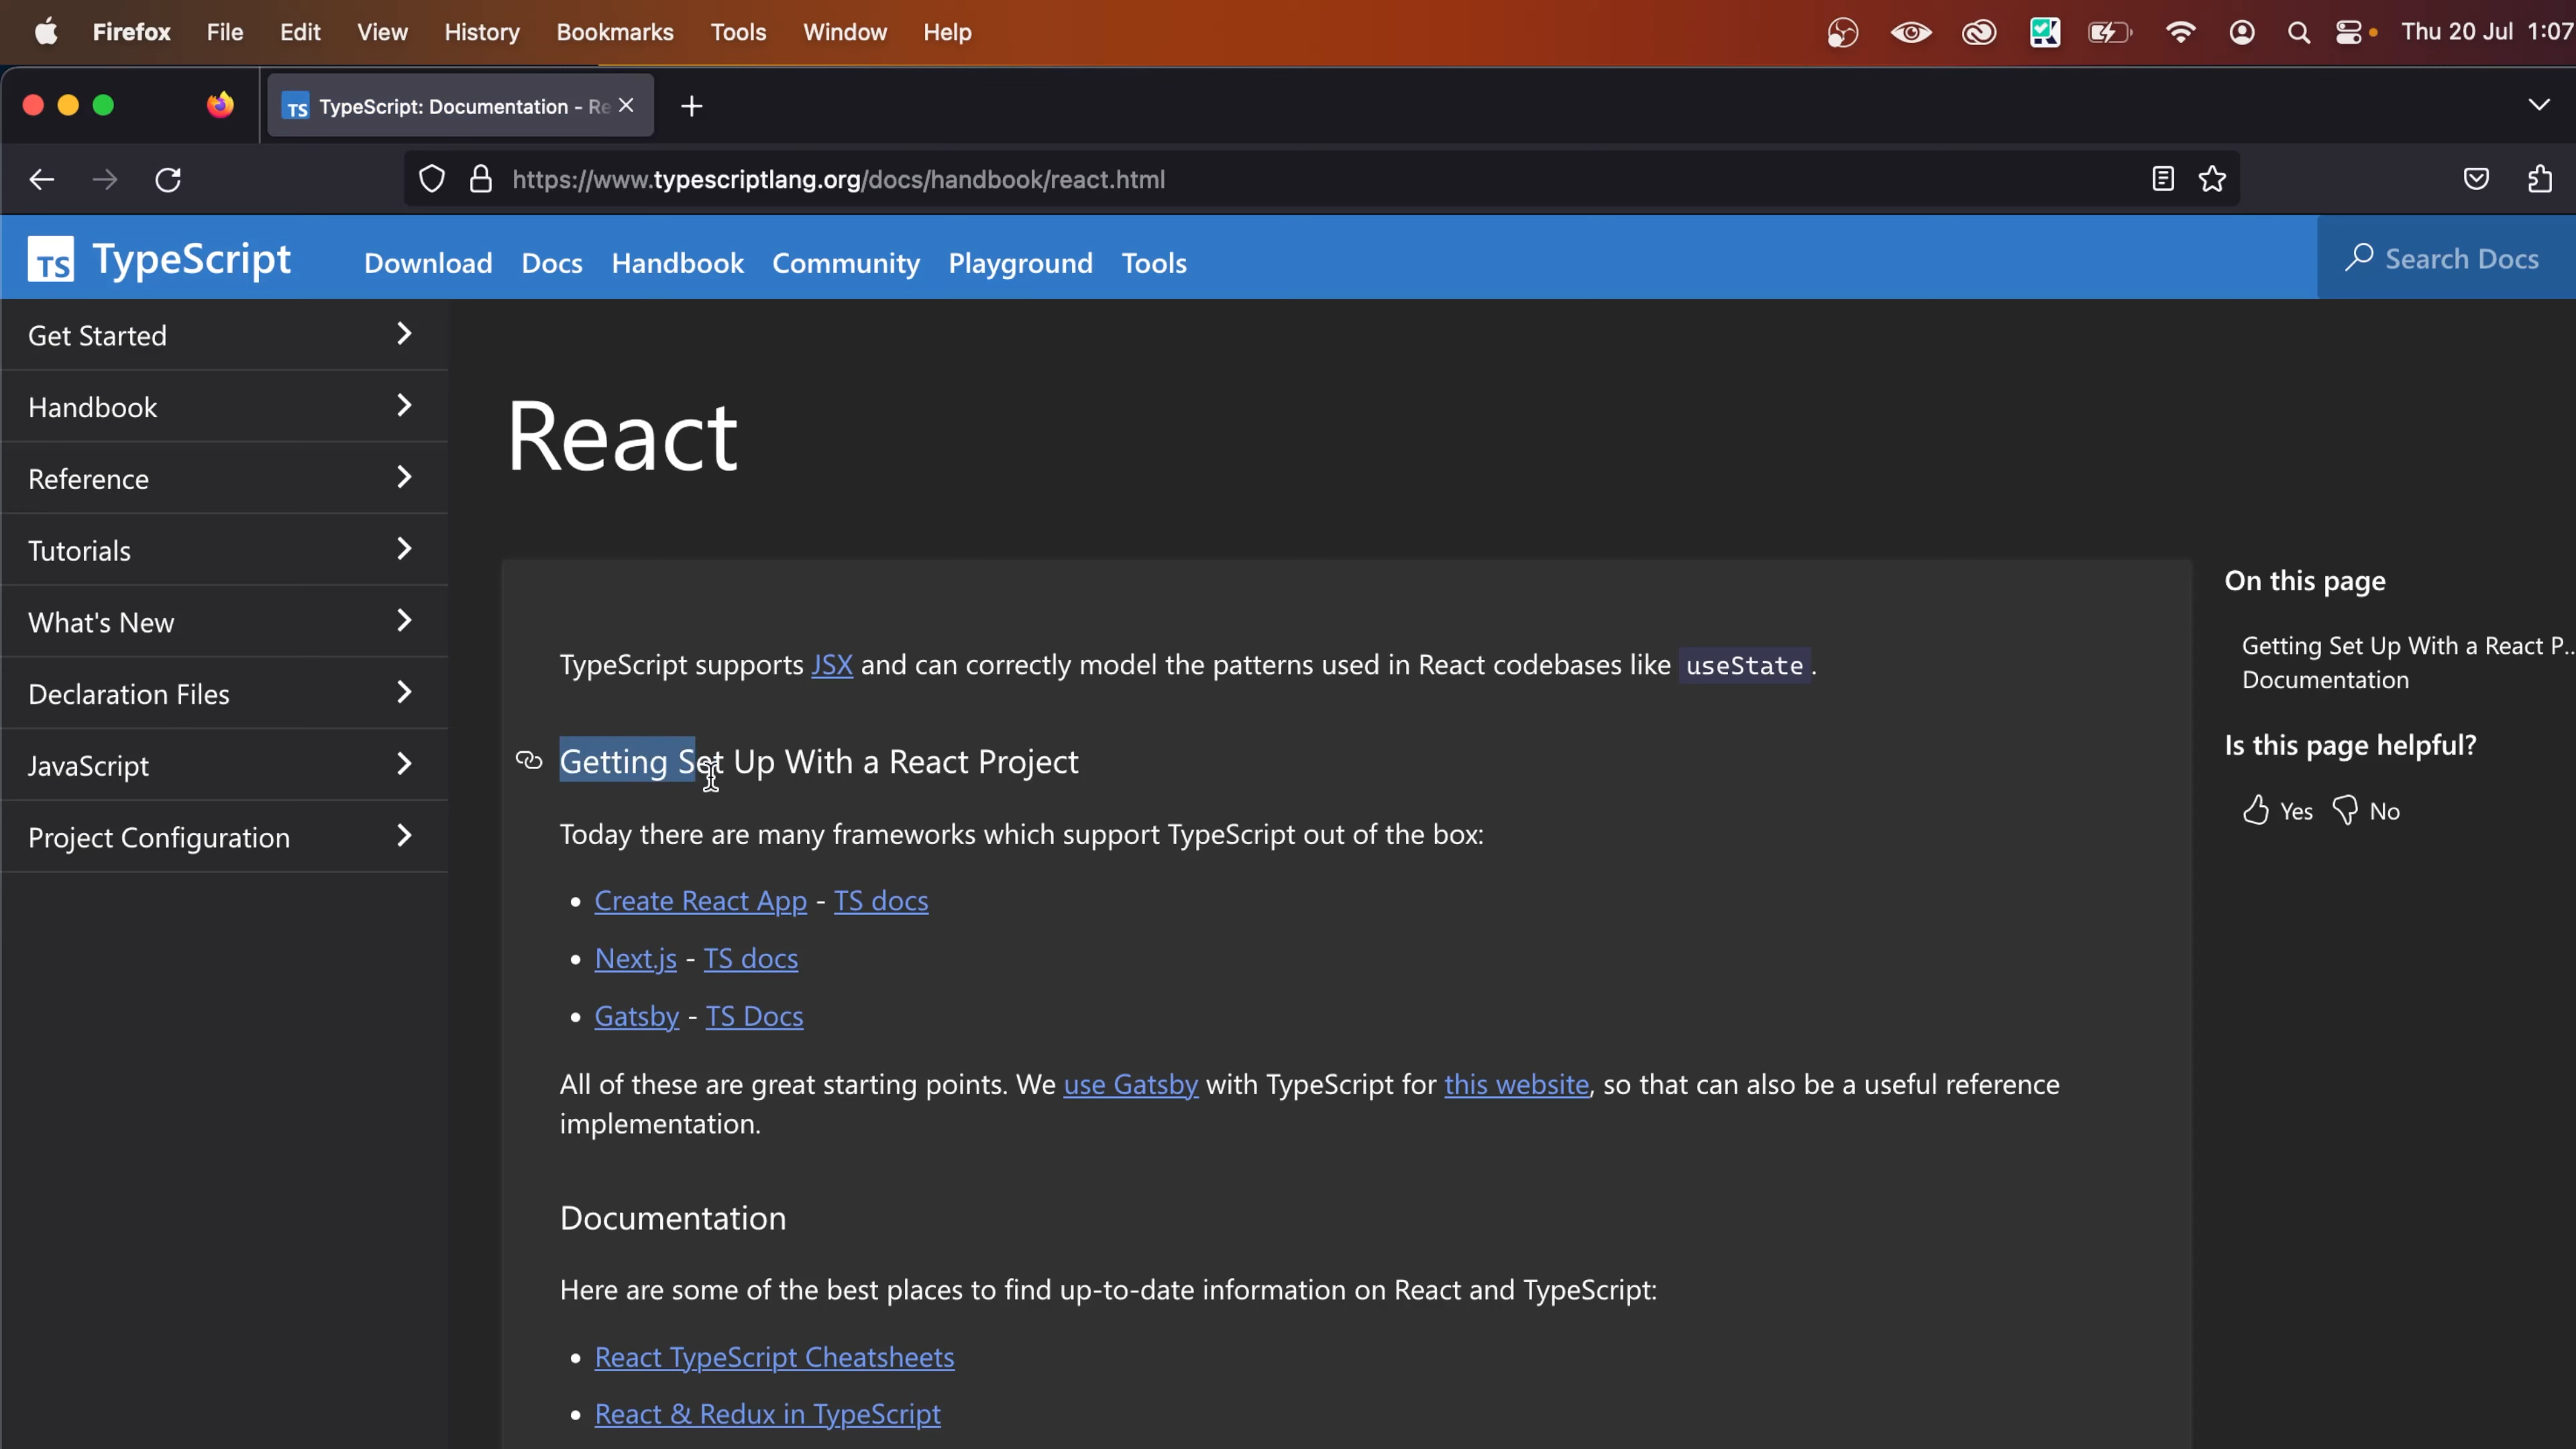 Firefox File Edit View History Bookmarks Tools Window Help Thu 20 Jul 1:07
TS TypeScript: Documentation - Re
https://www.typescriptlang.org/docs/handbook/react.html
TS TypeScript Download Docs Handbook Community Playground Tools Search Docs
Get Started
Handbook
Reference
Tutorials
What's New
Declaration Files
JavaScript
Project Configuration
React
TypeScript supports JSX and can correctly model the patterns used in React codebases like useState.
Getting Set Up With a React Project
Today there are many frameworks which support TypeScript out of the box:
• Create React App - TS docs
• Next.js - TS docs
• Gatsby - TS Docs
All of these are great starting points. We use Gatsby with TypeScript for this website, so that can also be a useful reference
implementation.
Documentation
Here are some of the best places to find up-to-date information on React and TypeScript:
• React TypeScript Cheatsheets
• React & Redux in TypeScript
On this page
Getting Set Up With a React P...
Documentation
Is this page helpful?
Yes No